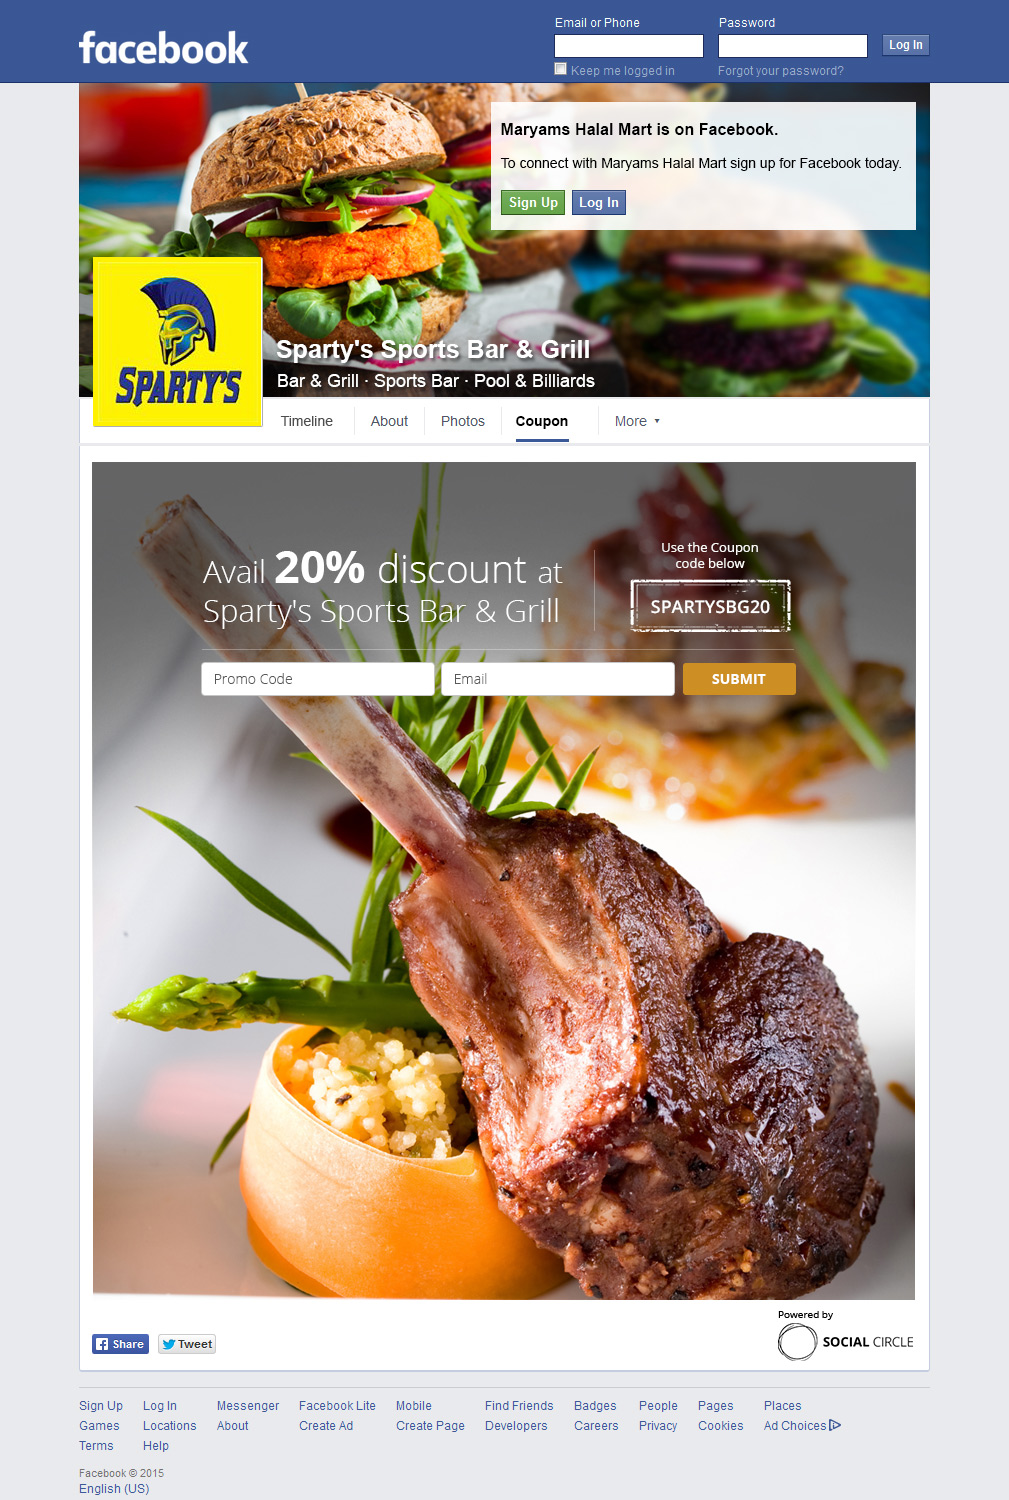 facebook
Email or Phone
Password
Log In
Keep me logged in
Forgot your password?
Maryams Halal Mart is on Facebook.
To connect with Maryams Halal Mart sign up for Facebook today.
Sign Up Log In
SPARTY'S
Sparty's Sports Bar & Grill
Bar & Grill · Sports Bar · Pool & Billiards
Timeline About Photos Coupon More
Avail 20% discount at
Sparty's Sports Bar & Grill
Use the Coupon
code below
SPARTYSBG20
Promo Code Email SUBMIT
Powered by
SOCIAL CIRCLE
Share Tweet
Sign Up Log In Messenger Facebook Lite Mobile Find Friends Badges People Pages Places
Games Locations About Create Ad Create Page Developers Careers Privacy Cookies Ad Choices
Terms Help
Facebook © 2015
English (US)